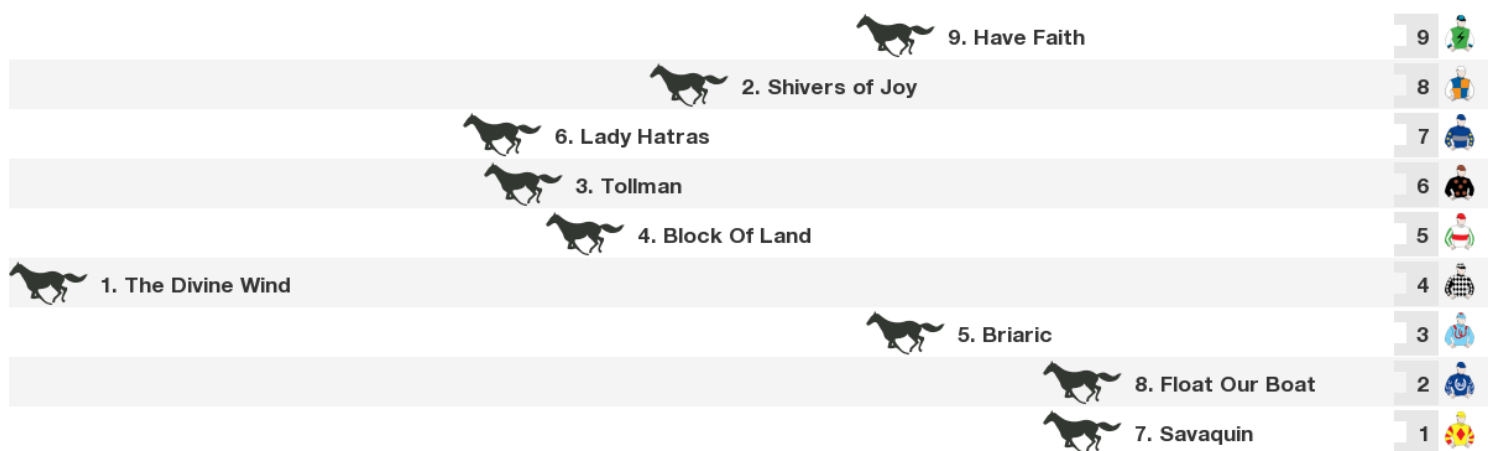 9. Have Faith 9
2. Shivers of Joy 8
6. Lady Hatras 7
3. Tollman 6
4. Block Of Land 5
1. The Divine Wind 4
5. Briaric 3
8. Float Our Boat 2
7. Savaquin 1